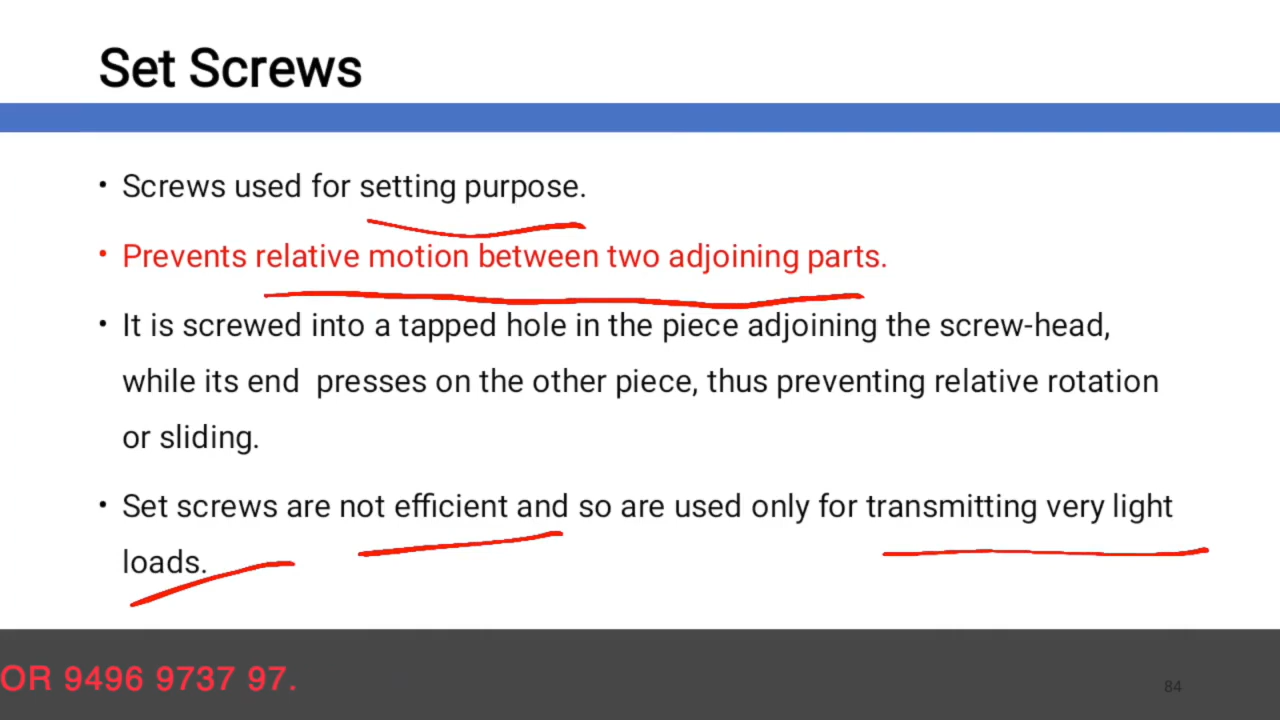 Set Screws
• Screws used for setting purpose.
• Prevents relative motion between two adjoining parts.
• It is screwed into a tapped hole in the piece adjoining the screw-head,
while its end presses on the other piece, thus preventing relative rotation
or sliding.
• Set screws are not efficient and so are used only for transmitting very light
loads.
OR 9496 9737 97.
84